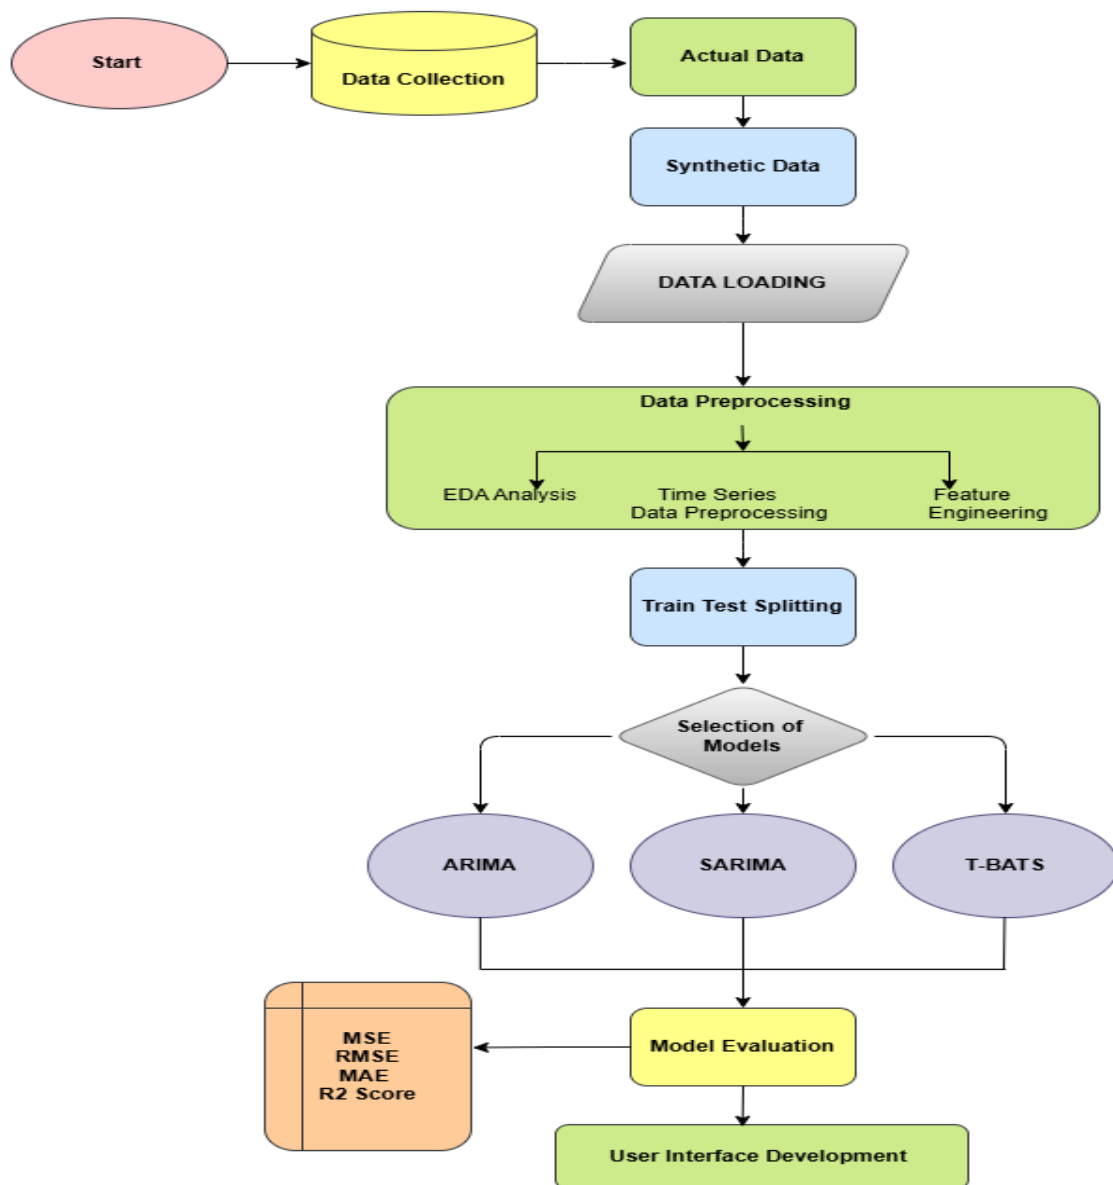 Start
Data Collection
Actual Data
Synthetic Data
DATA LOADING
Data Preprocessing
EDA Analysis
Time Series
Data Preprocessing
Feature
Engineering
Train Test Splitting
Selection of
Models
ARIMA
SARIMA
T-BATS
MSE
RMSE
MAE
R2 Score
Model Evaluation
User Interface Development